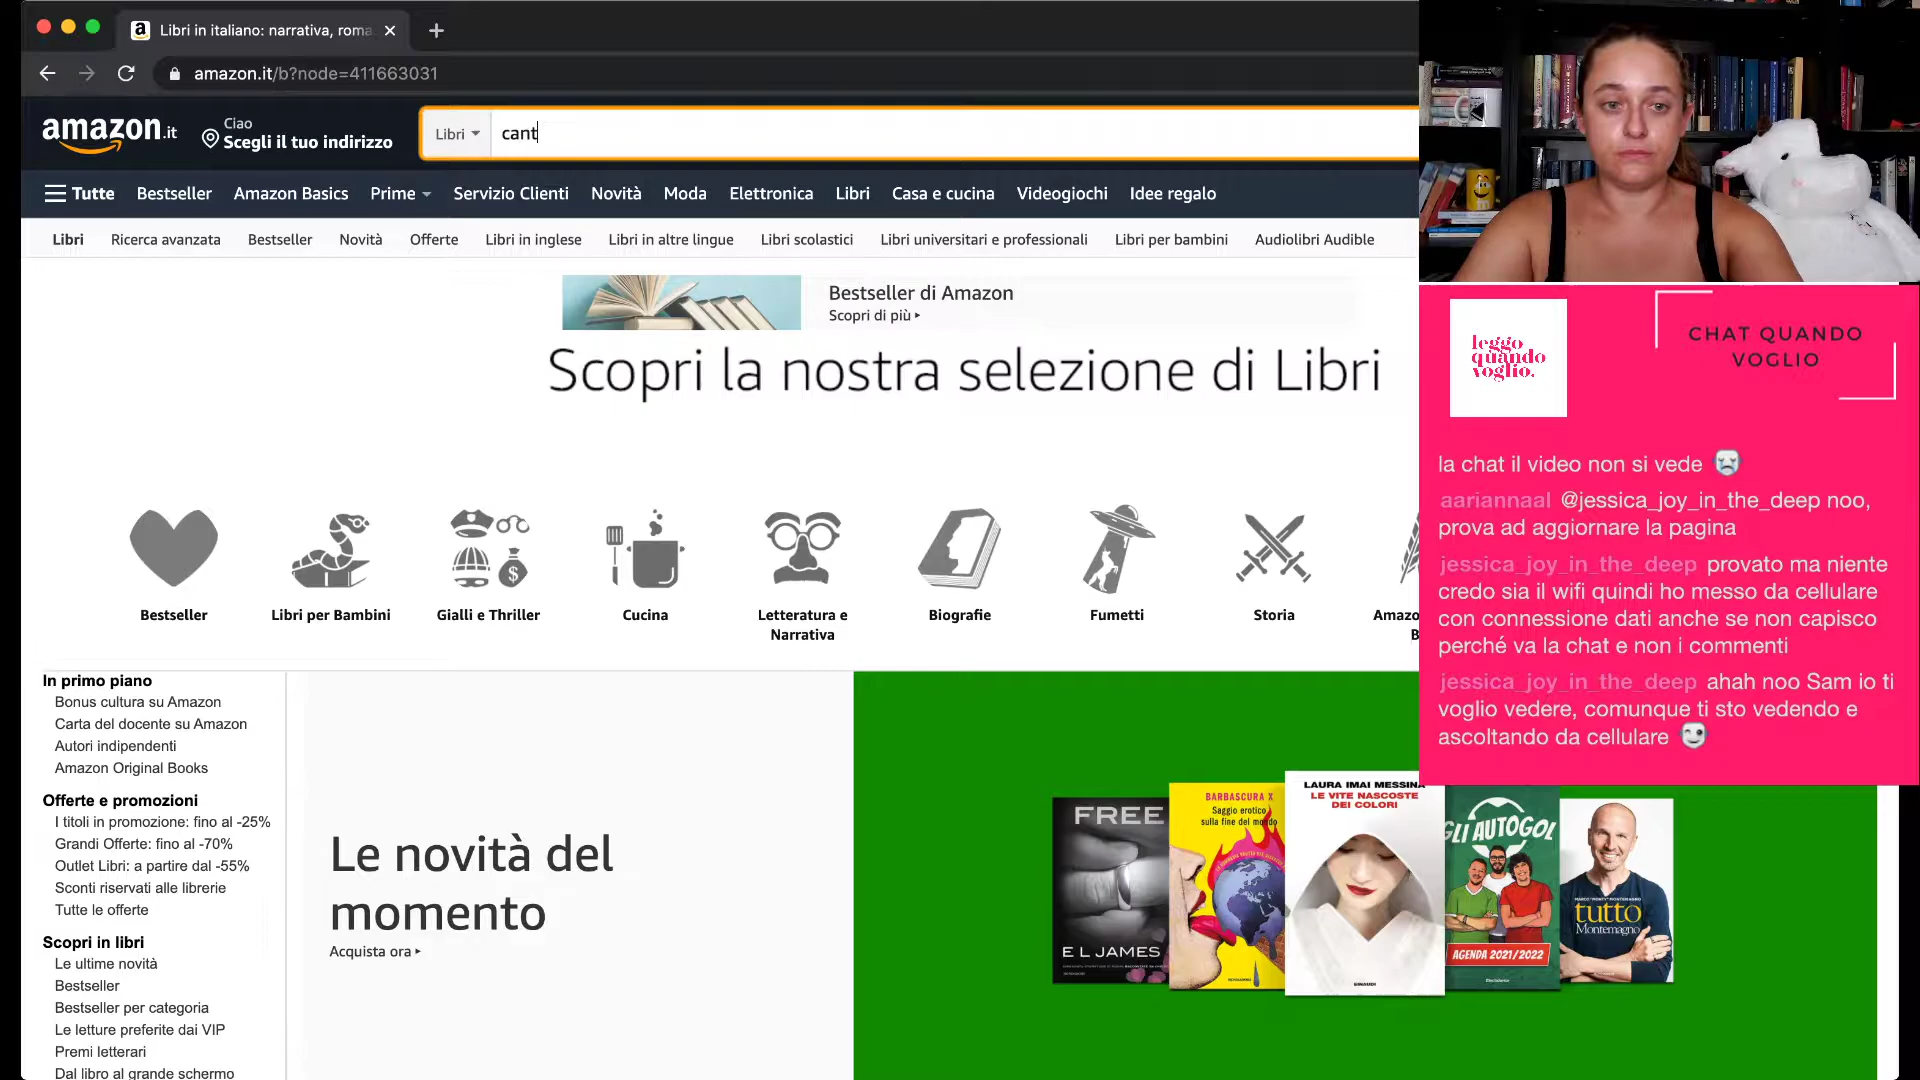 Libri in italiano: narrativa, roma
amazon.it/b?node=411663031
amazon.it
Ciao
Scegli il tuo indirizzo
Libri
cant
Tutte
Bestseller
Amazon Basics
Prime
Servizio Clienti
Novità
Moda
Elettronica
Libri
Casa e cucina
Videogiochi
Idee regalo
Libri
Ricerca avanzata
Bestseller
Novità
Offerte
Libri in inglese
Libri in altre lingue
Libri scolastici
Libri universitari e professionali
Libri per bambini
Audiolibri Audible
Bestseller di Amazon
Scopri di più
Scopri la nostra selezione di Libri
Bestseller
Libri per Bambini
Gialli e Thriller
Cucina
Letteratura e
Narrativa
Biografie
Fumetti
Storia
Amazo
B
In primo piano
Bonus cultura su Amazon
Carta del docente su Amazon
Autori indipendenti
Amazon Original Books
Offerte e promozioni
I titoli in promozione: fino al -25%
Grandi Offerte: fino al -70%
Outlet Libri: a partire dal -55%
Sconti riservati alle librerie
Tutte le offerte
Scopri in libri
Le ultime novità
Bestseller
Bestseller per categoria
Le letture preferite dai VIP
Premi letterari
Dal libro al grande schermo
Le novità del
momento
Acquista ora
FREE
E L JAMES
BARBASCURA X
Saggio erotico
sulla fine del mondo
LAURA IMAI MESSINA
LE VITE NASCOSTE
DEI COLORI
EINAUDI
GLI AUTOGOL
AGENDA 2021/2022
tutto
Montemagno
leggo
quando
voglio.
CHAT QUANDO
VOGLIO
la chat il video non si vede
aariannaal @jessica_joy_in_the_deep noo,
prova ad aggiornare la pagina
jessica_joy_in_the_deep provato ma niente
credo sia il wifi quindi ho messo da cellulare
con connessione dati anche se non capisco
perché va la chat e non i commenti
jessica_joy_in_the_deep ahah noo Sam io ti
voglio vedere, comunque ti sto vedendo e
ascoltando da cellulare